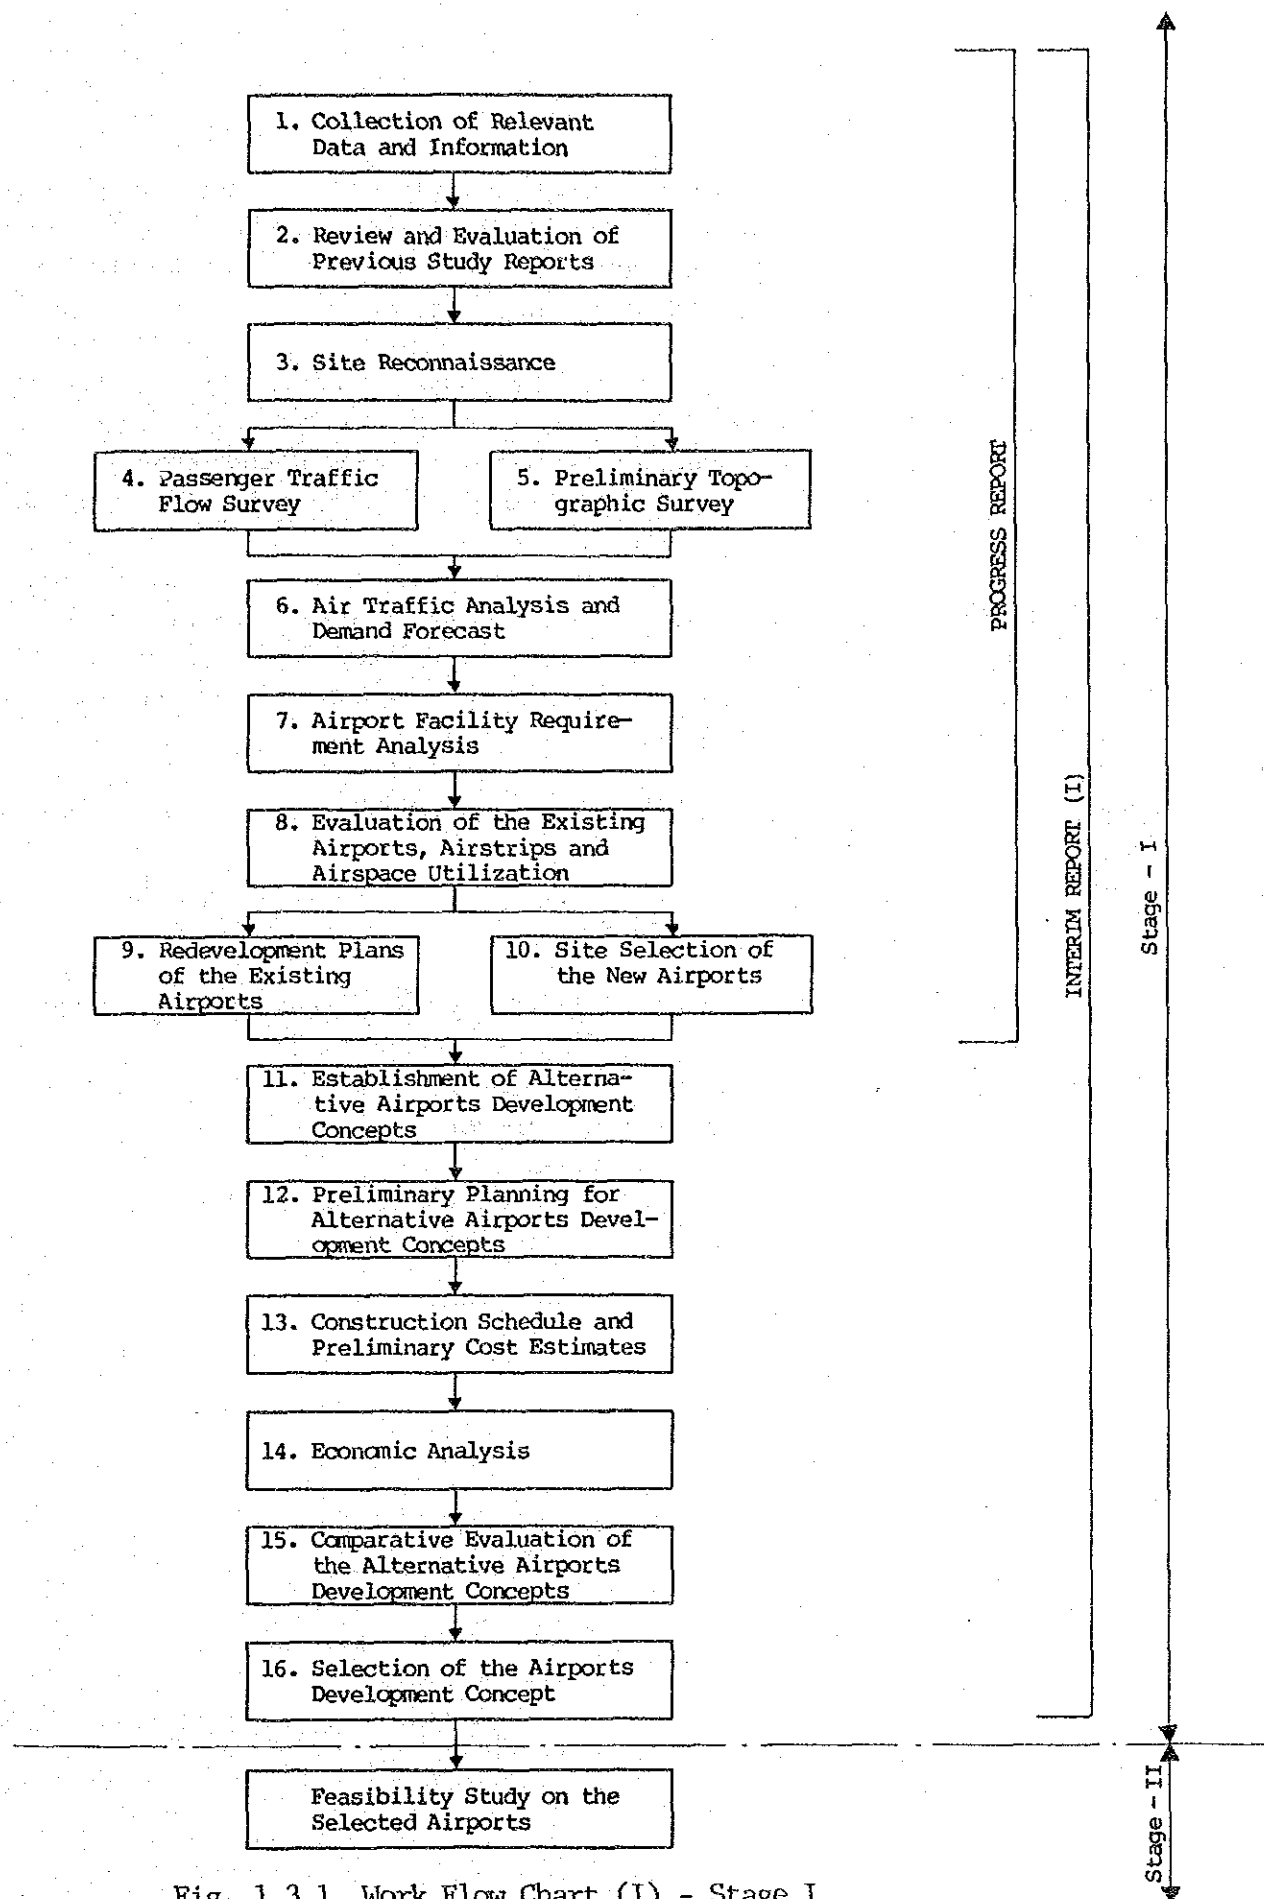 1. Collection of Relevant
Data and Information
2. Review and Evaluation of
Previous Study Reports
3. Site Reconnaissance
4. Passenger Traffic
Flow Survey
5. Preliminary Topo-
graphic Survey
6. Air Traffic Analysis and
Demand Forecast
7. Airport Facility Require-
ment Analysis
8. Evaluation of the Existing
Airports, Airstrips and
Airspace Utilization
9. Redevelopment Plans
of the Existing
Airports
10. Site Selection of
the New Airports
11. Establishment of Alterna-
tive Airports Development
Concepts
12. Preliminary Planning for
Alternative Airports Devel-
opment Concepts
13. Construction Schedule and
Preliminary Cost Estimates
14. Economic Analysis
15. Comparative Evaluation of
the Alternative Airports
Development Concepts
16. Selection of the Airports
Development Concept
Feasibility Study on the
Selected Airports
PROGRESS REPORT
INTERIM REPORT (I)
Stage - I
Stage - II
Fig. 1.3.1 Work Flow Chart (I) - Stage I